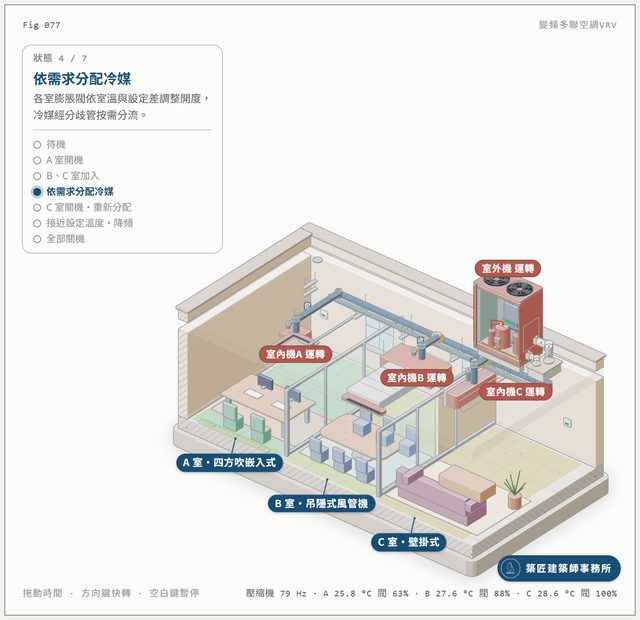 Fig 077
變頻多聯空調VRV
狀態 4 / 7
依需求分配冷媒
各室膨脹閥依室溫與設定差調整開度，
冷媒經分歧管按需分流。
待機
A 室開機
B、C 室加入
依需求分配冷媒
C 室關機・重新分配
接近設定溫度・降頻
全部關機
室外機 運轉
室內機A 運轉
室內機B 運轉
室內機C 運轉
A 室・四方吹嵌入式
B 室・吊隱式風管機
C 室・壁掛式
築匠建築師事務所
拖動時間 · 方向鍵快轉 · 空白鍵暫停
壓縮機 79 Hz · A 25.8 °C 閥 63% · B 27.6 °C 閥 88% · C 28.6 °C 閥 100%